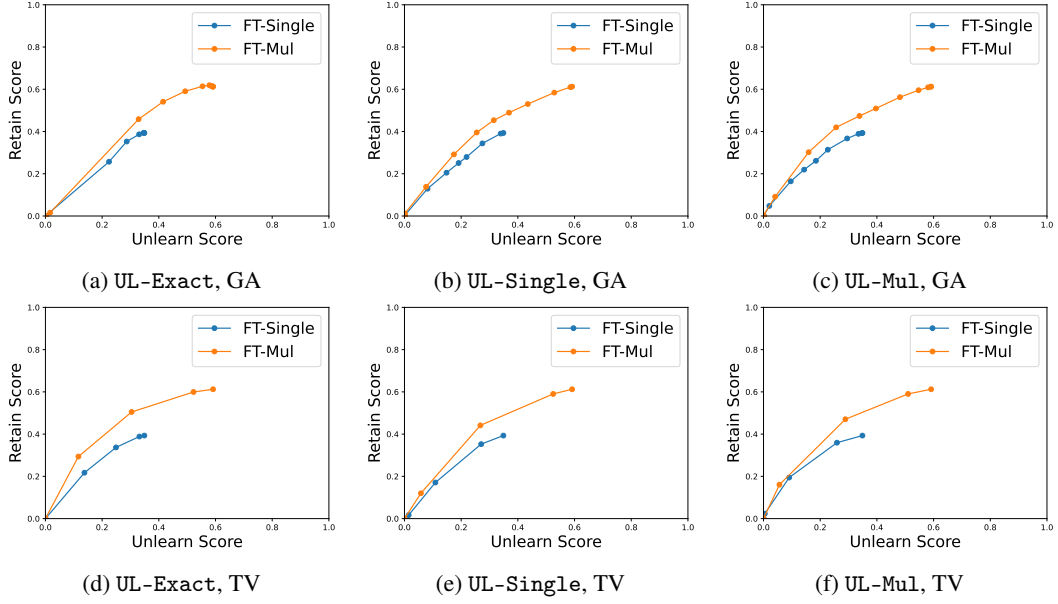 1.0
0.8
0.6
0.4
0.2
0.0
0.0 0.2 0.4 0.6 0.8 1.0
Retain Score
Unlearn Score
FT-Single
FT-Mul
(a) UL-Exact, GA
1.0
0.8
0.6
0.4
0.2
0.0
0.0 0.2 0.4 0.6 0.8 1.0
Retain Score
Unlearn Score
FT-Single
FT-Mul
(b) UL-Single, GA
1.0
0.8
0.6
0.4
0.2
0.0
0.0 0.2 0.4 0.6 0.8 1.0
Retain Score
Unlearn Score
FT-Single
FT-Mul
(c) UL-Mul, GA
1.0
0.8
0.6
0.4
0.2
0.0
0.0 0.2 0.4 0.6 0.8 1.0
Retain Score
Unlearn Score
FT-Single
FT-Mul
(d) UL-Exact, TV
1.0
0.8
0.6
0.4
0.2
0.0
0.0 0.2 0.4 0.6 0.8 1.0
Retain Score
Unlearn Score
FT-Single
FT-Mul
(e) UL-Single, TV
1.0
0.8
0.6
0.4
0.2
0.0
0.0 0.2 0.4 0.6 0.8 1.0
Retain Score
Unlearn Score
FT-Single
FT-Mul
(f) UL-Mul, TV